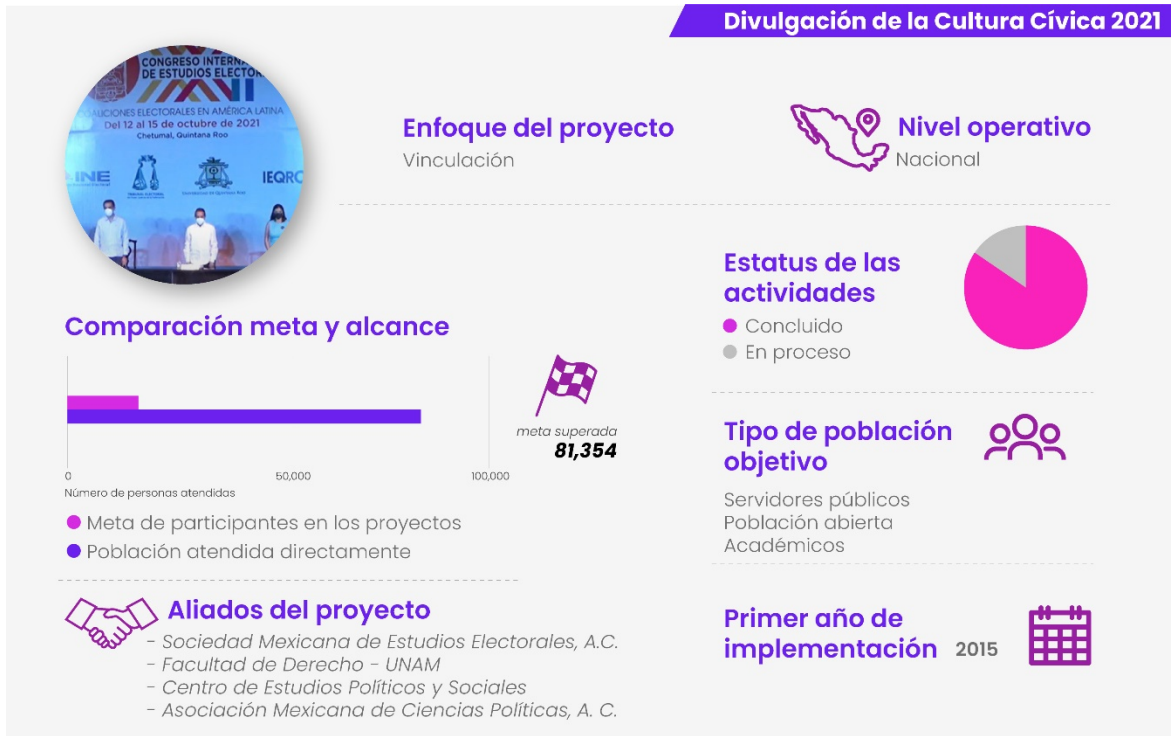 Divulgación de la Cultura Cívica 2021
CONGRESO INTERN
DE ESTUDIOS ELECTOR
COALICIONES ELECTORALES EN AMÉRICA LATINA
Del 12 al 15 de octubre de 2021
Chetumal, Quintana Roo
INE
IEQRO
Enfoque del proyecto
Vinculación
Nivel operativo
Nacional
Comparación meta y alcance
meta superada
81,354
0
50,000
100,000
Número de personas atendidas
Meta de participantes en los proyectos
Población atendida directamente
Estatus de las
actividades
Concluido
En proceso
Tipo de población
objetivo
Servidores públicos
Población abierta
Académicos
Aliados del proyecto
- Sociedad Mexicana de Estudios Electorales, A.C.
- Facultad de Derecho - UNAM
- Centro de Estudios Políticos y Sociales
- Asociación Mexicana de Ciencias Políticas, A. C.
Primer año de
implementación 2015